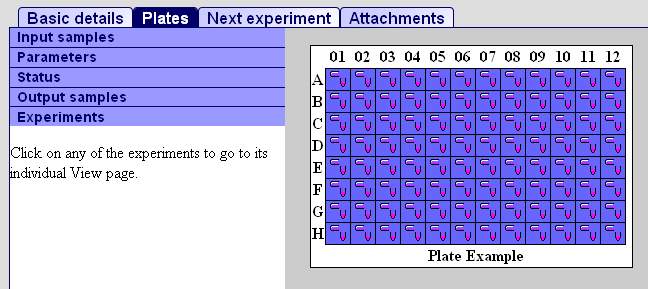 Basic details Plates Next experiment Attachments
Input samples
Parameters
Status
Output samples
Experiments
Click on any of the experiments to go to its
individual View page.
01 02 03 04 05 06 07 08 09 10 11 12
A
B
C
D
E
F
G
H
Plate Example